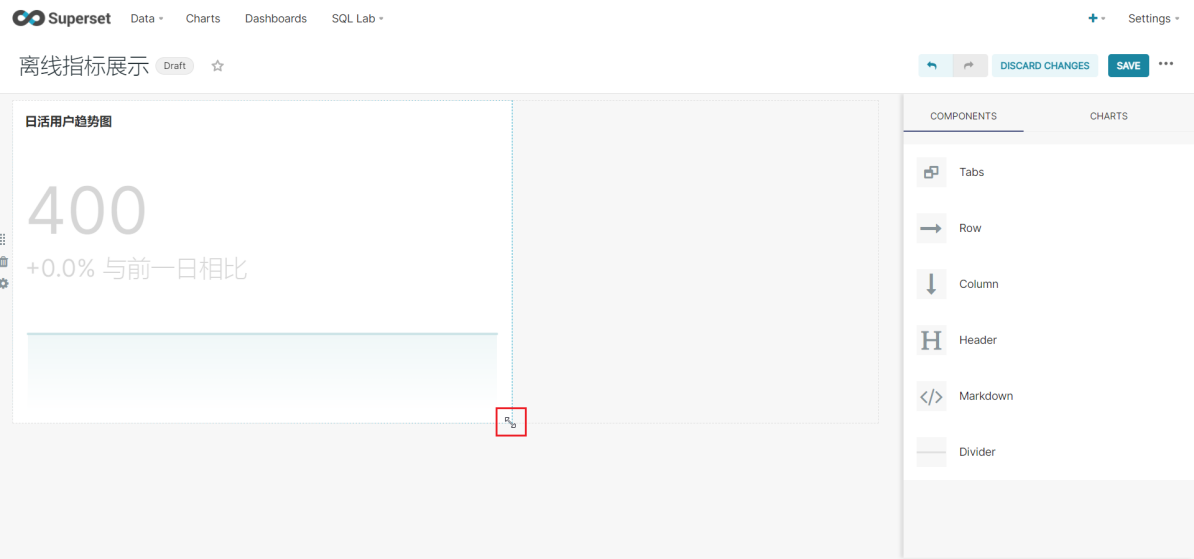 Superset Data Charts Dashboards SQL Lab + Settings
离线指标展示 Draft DISCARD CHANGES SAVE
日活用户趋势图
400
+0.0% 与前一日相比
COMPONENTS CHARTS
Tabs
Row
Column
H Header
</> Markdown
Divider